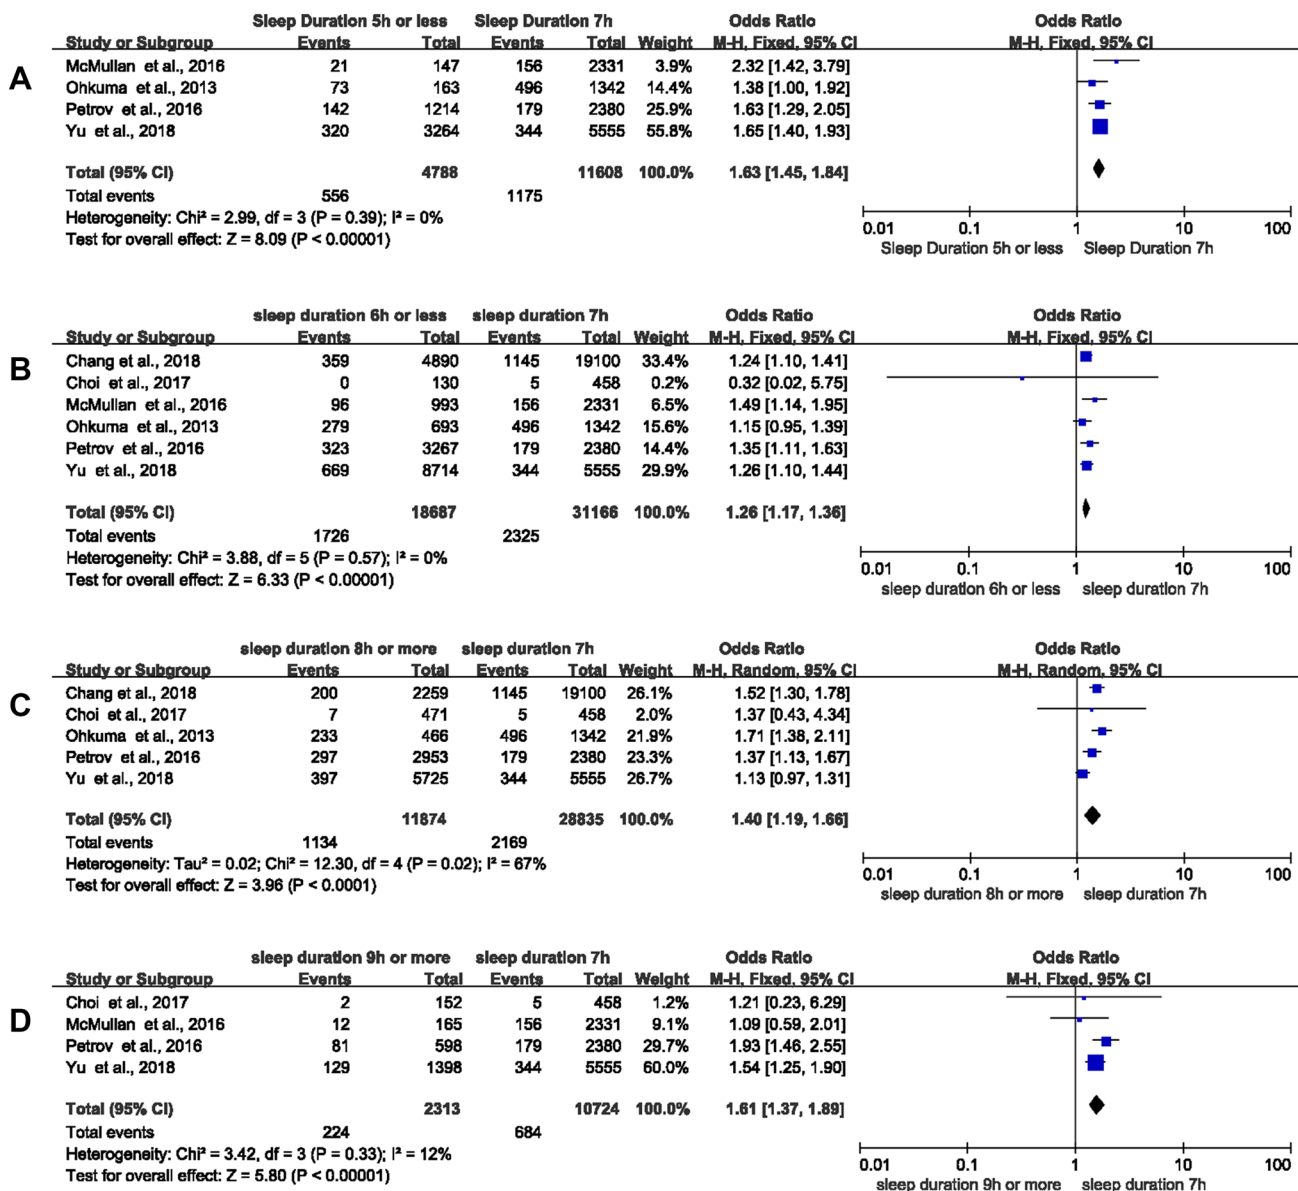 A
Sleep Duration 5h or less Sleep Duration 7h Odds Ratio Odds Ratio
Study or Subgroup Events Total Events Total Weight M-H, Fixed, 95% CI M-H, Fixed, 95% CI
McMullan et al., 2016 21 147 156 2331 3.9% 2.32 [1.42, 3.79]
Ohkuma et al., 2013 73 163 496 1342 14.4% 1.38 [1.00, 1.92]
Petrov et al., 2016 142 1214 179 2380 25.9% 1.63 [1.29, 2.05]
Yu et al., 2018 320 3264 344 5555 55.8% 1.65 [1.40, 1.93]
Total (95% CI) 4788 11608 100.0% 1.63 [1.45, 1.84]
Total events 556 1175
Heterogeneity: Chi² = 2.99, df = 3 (P = 0.39); I² = 0%
Test for overall effect: Z = 8.09 (P < 0.00001)
0.01 0.1 1 10 100
Sleep Duration 5h or less Sleep Duration 7h
B
sleep duration 6h or less sleep duration 7h Odds Ratio Odds Ratio
Study or Subgroup Events Total Events Total Weight M-H, Fixed, 95% CI M-H, Fixed, 95% CI
Chang et al., 2018 359 4890 1145 19100 33.4% 1.24 [1.10, 1.41]
Choi et al., 2017 0 130 5 458 0.2% 0.32 [0.02, 5.75]
McMullan et al., 2016 96 993 156 2331 6.5% 1.49 [1.14, 1.95]
Ohkuma et al., 2013 279 693 496 1342 15.6% 1.15 [0.95, 1.39]
Petrov et al., 2016 323 3267 179 2380 14.4% 1.35 [1.11, 1.63]
Yu et al., 2018 669 8714 344 5555 29.9% 1.26 [1.10, 1.44]
Total (95% CI) 18687 31166 100.0% 1.26 [1.17, 1.36]
Total events 1726 2325
Heterogeneity: Chi² = 3.88, df = 5 (P = 0.57); I² = 0%
Test for overall effect: Z = 6.33 (P < 0.00001)
0.01 0.1 1 10 100
sleep duration 6h or less sleep duration 7h
C
sleep duration 8h or more sleep duration 7h Odds Ratio Odds Ratio
Study or Subgroup Events Total Events Total Weight M-H, Random, 95% CI M-H, Random, 95% CI
Chang et al., 2018 200 2259 1145 19100 26.1% 1.52 [1.30, 1.78]
Choi et al., 2017 7 471 5 458 2.0% 1.37 [0.43, 4.34]
Ohkuma et al., 2013 233 466 496 1342 21.9% 1.71 [1.38, 2.11]
Petrov et al., 2016 297 2953 179 2380 23.3% 1.37 [1.13, 1.67]
Yu et al., 2018 397 5725 344 5555 26.7% 1.13 [0.97, 1.31]
Total (95% CI) 11874 28835 100.0% 1.40 [1.19, 1.66]
Total events 1134 2169
Heterogeneity: Tau² = 0.02; Chi² = 12.30, df = 4 (P = 0.02); I² = 67%
Test for overall effect: Z = 3.96 (P < 0.0001)
0.01 0.1 1 10 100
sleep duration 8h or more sleep duration 7h
D
sleep duration 9h or more sleep duration 7h Odds Ratio Odds Ratio
Study or Subgroup Events Total Events Total Weight M-H, Fixed, 95% CI M-H, Fixed, 95% CI
Choi et al., 2017 2 152 5 458 1.2% 1.21 [0.23, 6.29]
McMullan et al., 2016 12 165 156 2331 9.1% 1.09 [0.59, 2.01]
Petrov et al., 2016 81 598 179 2380 29.7% 1.93 [1.46, 2.55]
Yu et al., 2018 129 1398 344 5555 60.0% 1.54 [1.25, 1.90]
Total (95% CI) 2313 10724 100.0% 1.61 [1.37, 1.89]
Total events 224 684
Heterogeneity: Chi² = 3.42, df = 3 (P = 0.33); I² = 12%
Test for overall effect: Z = 5.80 (P < 0.00001)
0.01 0.1 1 10 100
sleep duration 9h or more sleep duration 7h